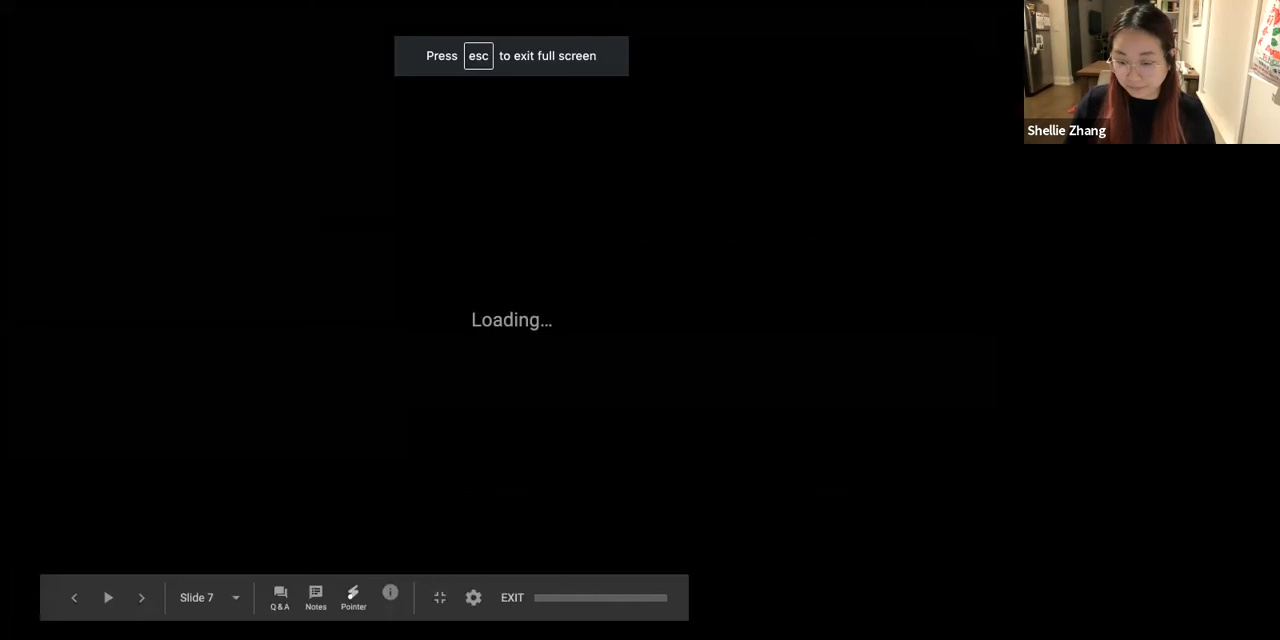 Press esc to exit full screen
Shellie Zhang
Loading...
Slide 7
Q & A
Notes
Pointer
EXIT